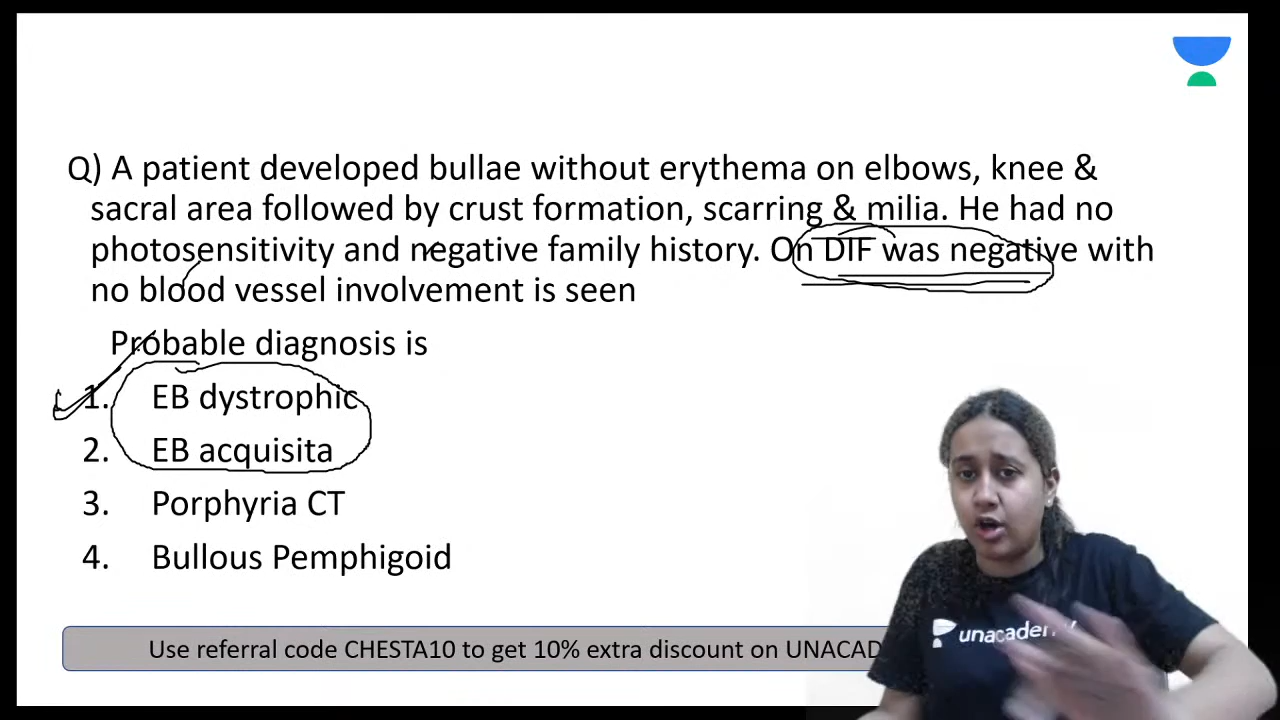 Q) A patient developed bullae without erythema on elbows, knee &
sacral area followed by crust formation, scarring & milia. He had no
photosensitivity and negative family history. On DIF was negative with
no blood vessel involvement is seen
Probable diagnosis is
1. EB dystrophic
2. EB acquisita
3. Porphyria CT
4. Bullous Pemphigoid
Use referral code CHESTA10 to get 10% extra discount on UNACAD
unacademy